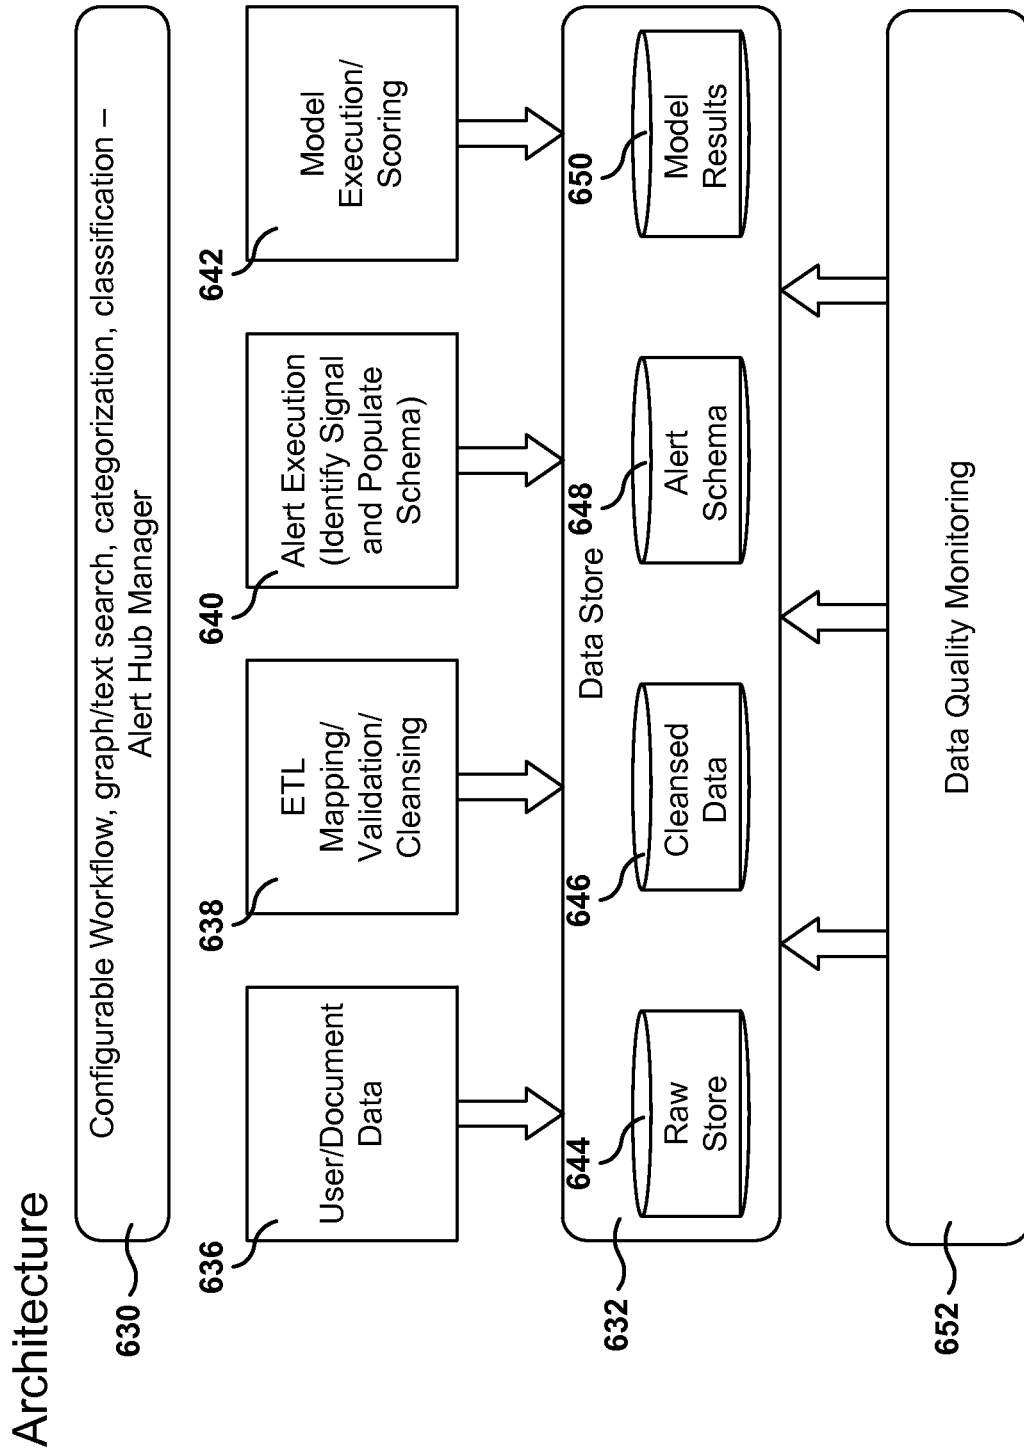 Architecture
Configurable Workflow, graph/text search, categorization, classification –
Alert Hub Manager
630
636
User/Document
Data
638
ETL
Mapping/
Validation/
Cleansing
640
Alert Execution
(Identify Signal
and Populate
Schema)
642
Model
Execution/
Scoring
632
Data Store
644
Raw
Store
646
Cleansed
Data
648
Alert
Schema
650
Model
Results
652
Data Quality Monitoring